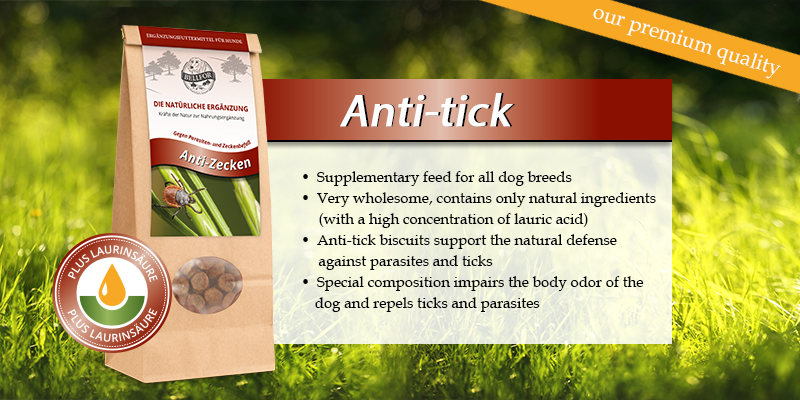 our premium quality
ERGÄNZUNGSFUTTERMITTEL FÜR HUNDE
BELLFOR
DIE NATÜRLICHE ERGÄNZUNG
Kräfte der Natur zur Nahrungsergänzung
Gegen Parasiten- und Zeckenbefall
Anti-Zecken
PLUS LAURINSÄURE
PLUS LAURINSÄURE
Anti-tick
• Supplementary feed for all dog breeds
• Very wholesome, contains only natural ingredients
(with a high concentration of lauric acid)
• Anti-tick biscuits support the natural defense
against parasites and ticks
• Special composition impairs the body odor of the
dog and repels ticks and parasites